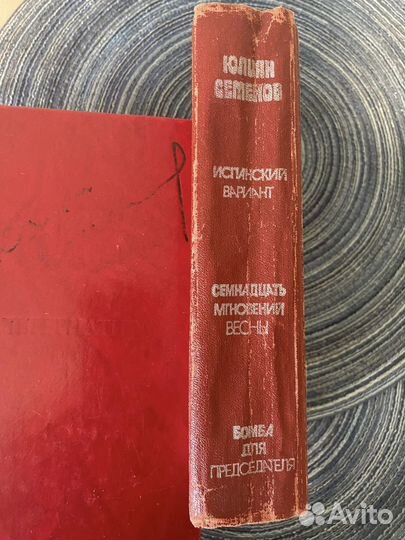 ЮЛИАН
СЕМЕНОВ
ИСПАНСКИЙ
ВАРИАНТ
СЕМНАДЦАТЬ
МГНОВЕНИЙ
ВЕСНЫ
БОМБА
ДЛЯ
ПРЕДСЕДАТЕЛЯ
Avito